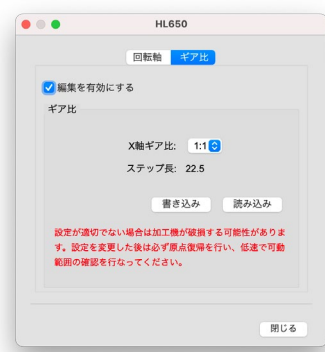 HL650
回転軸 ギア比
編集を有効にする
ギア比
X軸ギア比: 1:1
ステップ長: 22.5
書き込み 読み込み
設定が適切でない場合は加工機が破損する可能性がありま
す。設定を変更した後は必ず原点復帰を行い、低速で可動
範囲の確認を行なってください。
閉じる